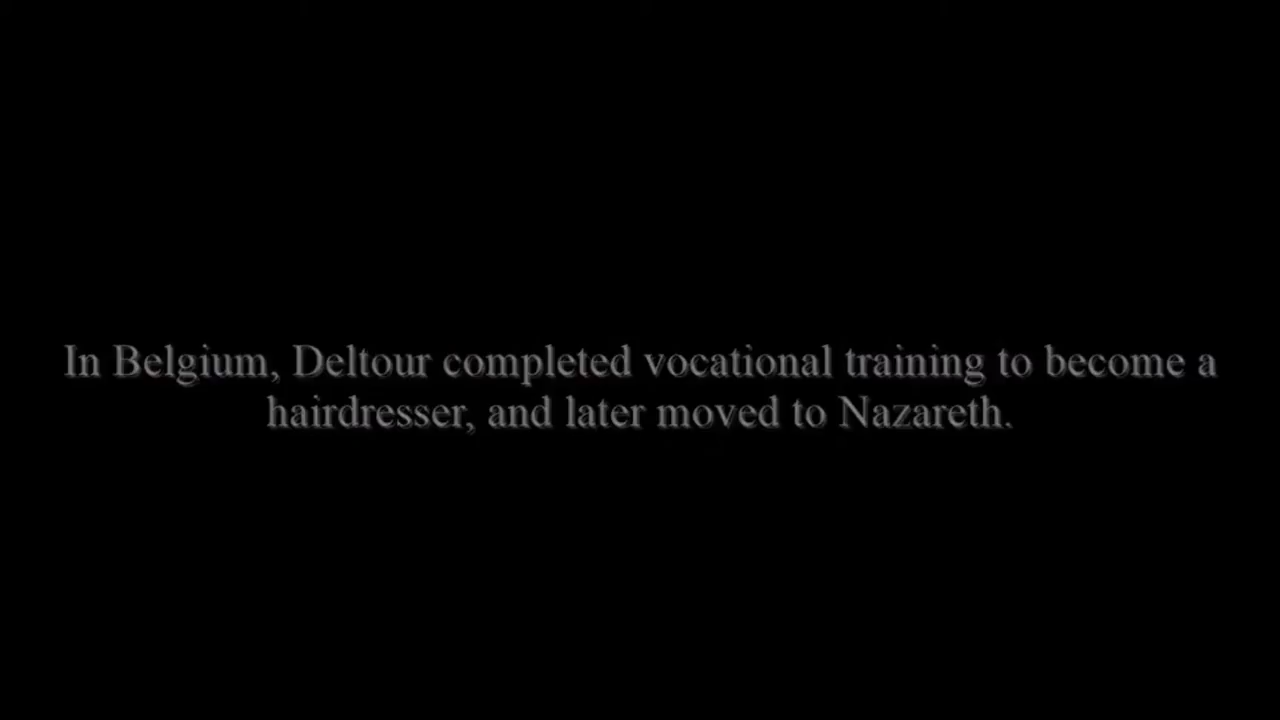 In Belgium, Deltour completed vocational training to become a
hairdresser, and later moved to Nazareth.